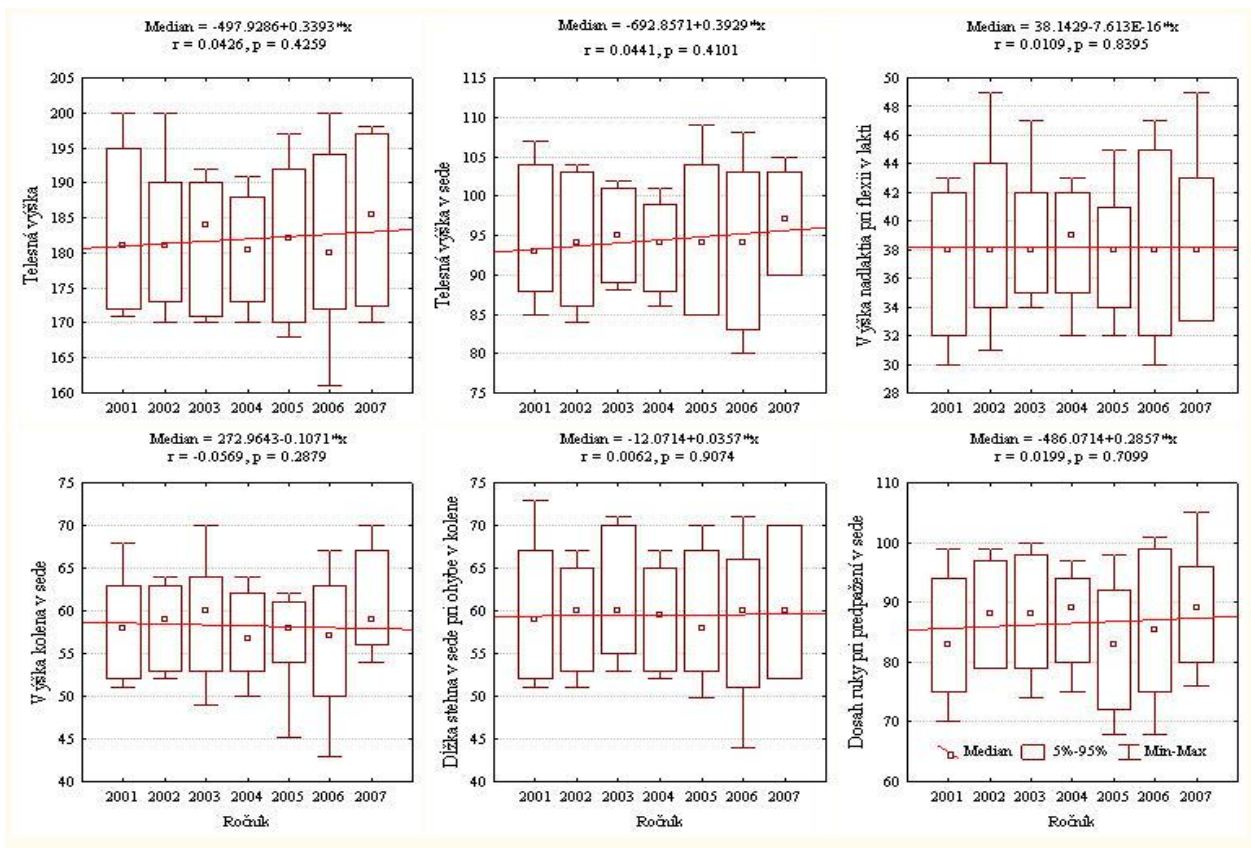 Median = -497.9286+0.3393*x
r = 0.0426, p = 0.4259
Telesná výška
205
200
195
190
185
180
175
170
165
160
2001 2002 2003 2004 2005 2006 2007
Median = -692.8571+0.3929*x
r = 0.0441, p = 0.4101
Telesná výška v sede
115
110
105
100
95
90
85
80
75
2001 2002 2003 2004 2005 2006 2007
Median = 38.1429-7.613E-16*x
r = 0.0109, p = 0.8395
Výška nadlaktia pri flexii v lakti
50
48
46
44
42
40
38
36
34
32
30
28
2001 2002 2003 2004 2005 2006 2007
Median = 272.9643-0.1071*x
r = -0.0569, p = 0.2879
Výška kolena v sede
75
70
65
60
55
50
45
40
2001 2002 2003 2004 2005 2006 2007
Ročník
Median = -12.0714+0.0357*x
r = 0.0062, p = 0.9074
Dĺžka stehna v sede pri ohybe v kolene
75
70
65
60
55
50
45
40
2001 2002 2003 2004 2005 2006 2007
Ročník
Median = -486.0714+0.2857*x
r = 0.0199, p = 0.7099
Dosah ruky pri predpažení v sede
110
100
90
80
70
60
Median 5%-95% Min-Max
2001 2002 2003 2004 2005 2006 2007
Ročník